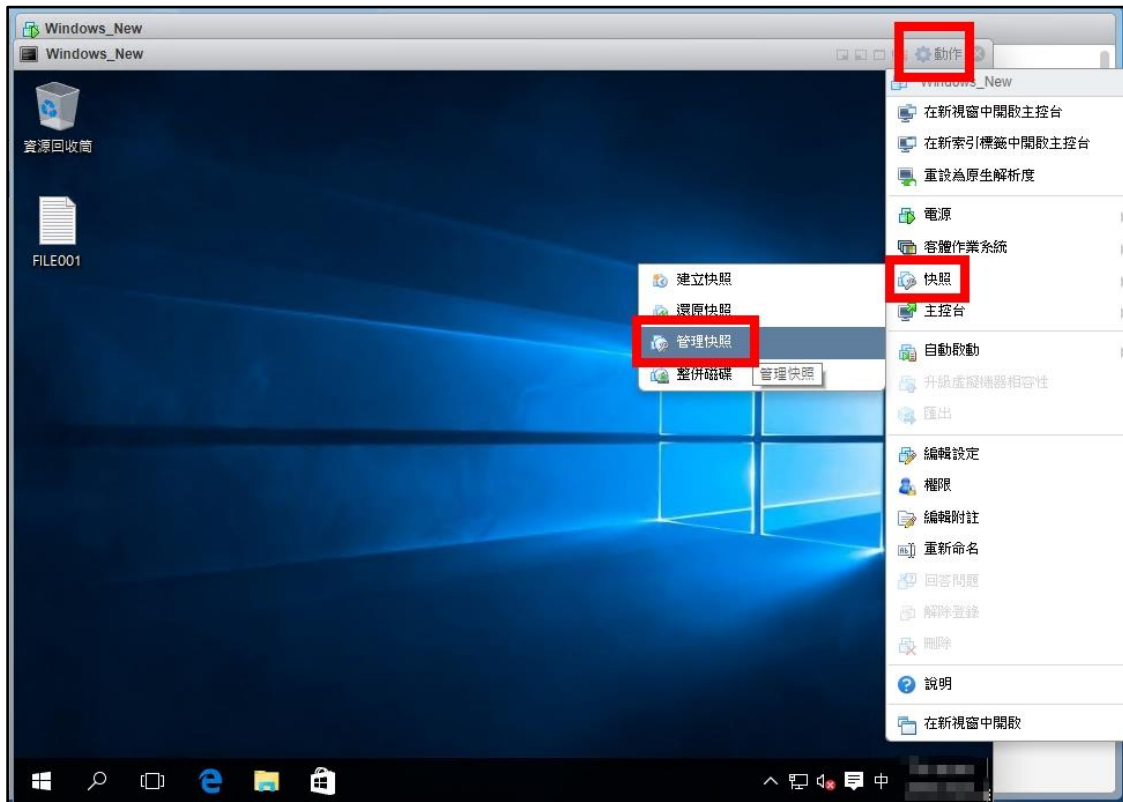 Windows_New
Windows_New
動作
資源回收筒
FILE001
Windows_New
在新視窗中開啟主控台
在新索引標籤中開啟主控台
重設為原生解析度
電源
客體作業系統
快照
主控台
自動啟動
升級虛擬機器相容性
匯出
編輯設定
權限
編輯附註
重新命名
回答問題
解除登錄
刪除
說明
在新視窗中開啟
建立快照
還原快照
管理快照
整併磁碟
管理快照
中